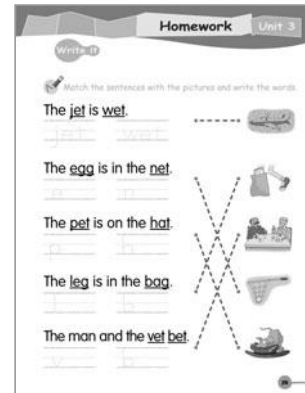 Homework Unit 3
Write it
Match the sentences with the pictures and write the words.
The jet is wet.
jet wet
The egg is in the net.
e n
The pet is on the hat.
p h
The leg is in the bag.
l b
The man and the vet bet.
v b